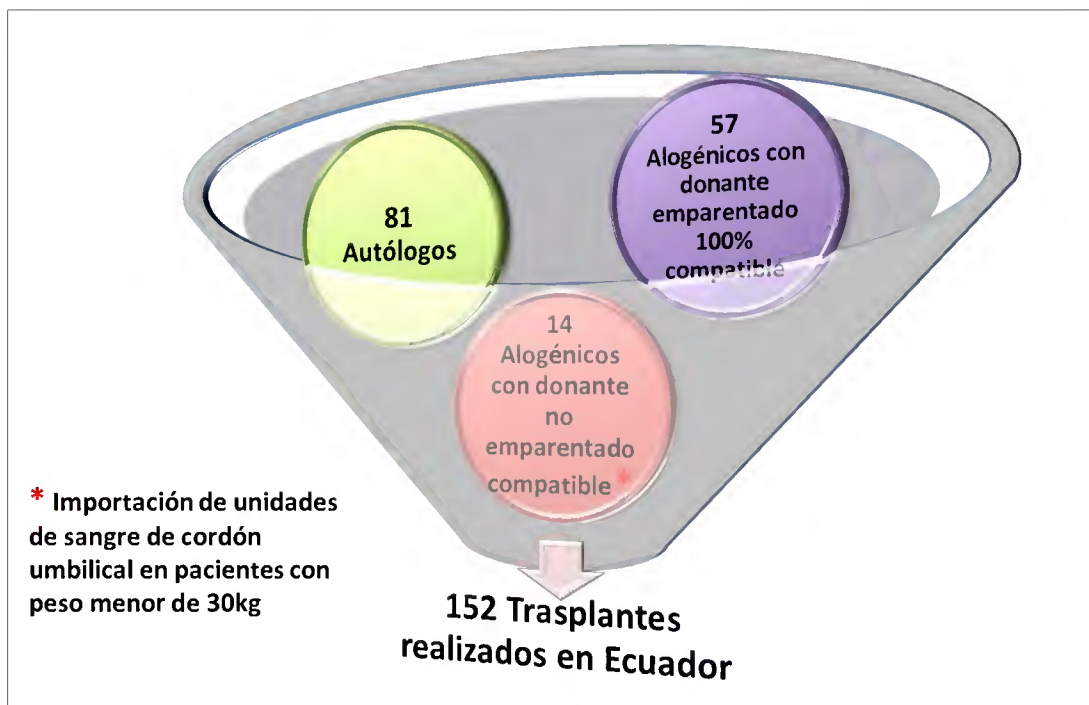 81
Autólogos
57
Alogénicos con
donante
emparentado
100%
compatible
14
Alogénicos
con donante
no
emparentado
compatible *
* Importación de unidades
de sangre de cordón
umbilical en pacientes con
peso menor de 30kg
152 Trasplantes
realizados en Ecuador